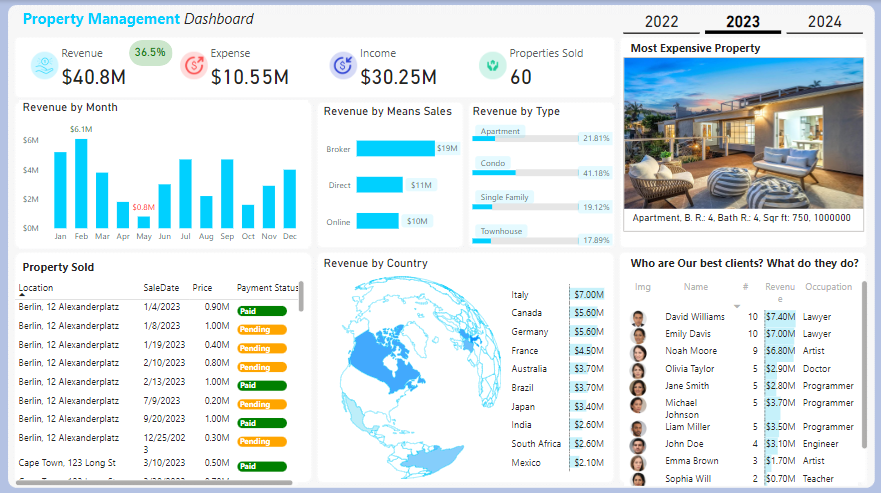 Property Management Dashboard
2022 2023 2024
Revenue 36.5%
$40.8M
Expense
$10.55M
Income
$30.25M
Properties Sold
60
Most Expensive Property
Apartment, B. R.: 4, Bath R.: 4, Sqr ft: 750, 1000000
Revenue by Month
$6M
$4M
$2M
$0M
$6.1M
$0.8M
Jan Feb Mar Apr May Jun Jul Aug Sep Oct Nov Dec
Revenue by Means Sales
Broker $19M
Direct $11M
Online $10M
Revenue by Type
Apartment
21.81%
Condo
41.18%
Single Family
19.12%
Townhouse
17.89%
Property Sold
Location SaleDate Price Payment Status
Berlin, 12 Alexanderplatz 1/4/2023 0.90M Paid
Berlin, 12 Alexanderplatz 1/8/2023 1.00M Pending
Berlin, 12 Alexanderplatz 1/19/2023 0.40M Pending
Berlin, 12 Alexanderplatz 2/10/2023 0.80M Pending
Berlin, 12 Alexanderplatz 2/13/2023 1.00M Paid
Berlin, 12 Alexanderplatz 7/9/2023 0.20M Pending
Berlin, 12 Alexanderplatz 9/20/2023 1.00M Paid
Berlin, 12 Alexanderplatz 12/25/202 0.30M Pending
3
Cape Town, 123 Long St 3/10/2023 0.50M Paid
Revenue by Country
Italy $7.00M
Canada $5.60M
Germany $5.60M
France $4.50M
Australia $3.70M
Brazil $3.70M
Japan $3.40M
India $2.60M
South Africa $2.60M
Mexico $2.10M
Who are Our best clients? What do they do?
Img Name # Revenu Occupation
e
David Williams 10 $7.40M Lawyer
Emily Davis 10 $7.00M Lawyer
Noah Moore 9 $6.80M Artist
Olivia Taylor 5 $2.90M Doctor
Jane Smith 5 $2.80M Programmer
Michael 5 $3.70M Programmer
Johnson
Liam Miller 5 $3.50M Programmer
John Doe 4 $3.10M Engineer
Emma Brown 3 $1.70M Artist
Sophia Will 2 $0.70M Teacher